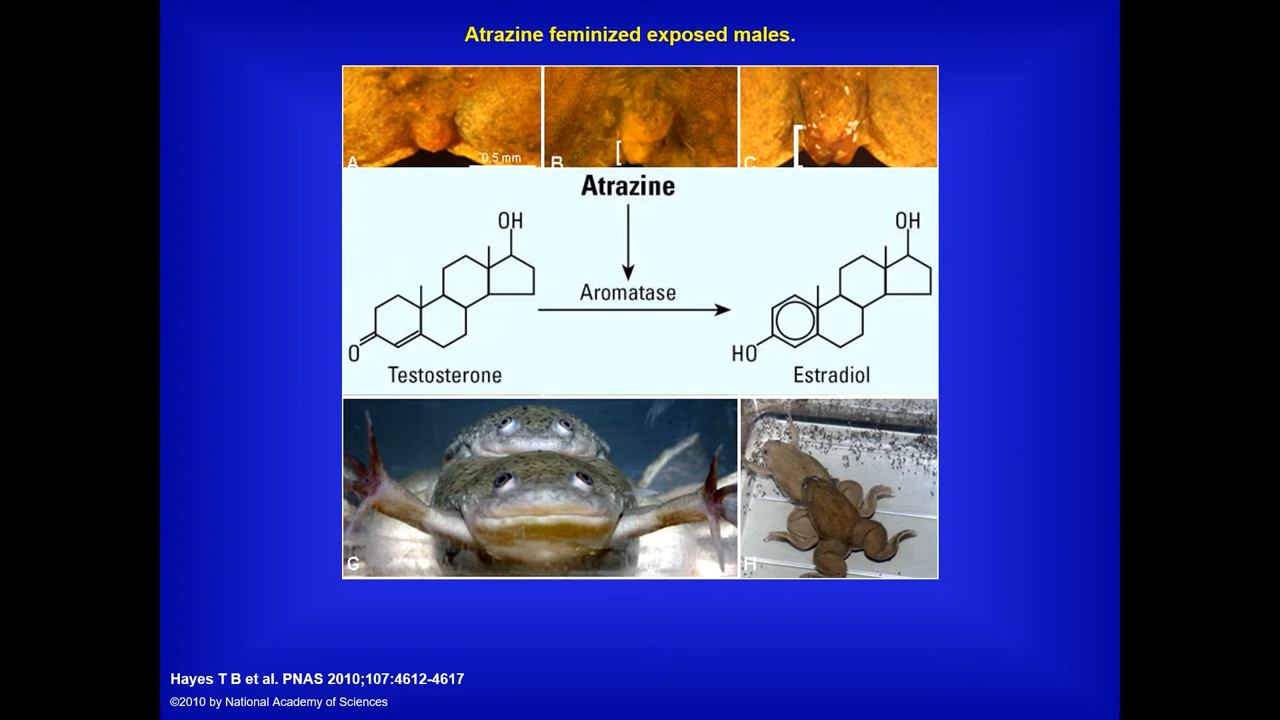 Atrazine feminized exposed males.
A
0.5 mm
B
C
Atrazine
OH
OH
Aromatase
O
HO
Testosterone
Estradiol
G
H
Hayes T B et al. PNAS 2010;107:4612-4617
©2010 by National Academy of Sciences